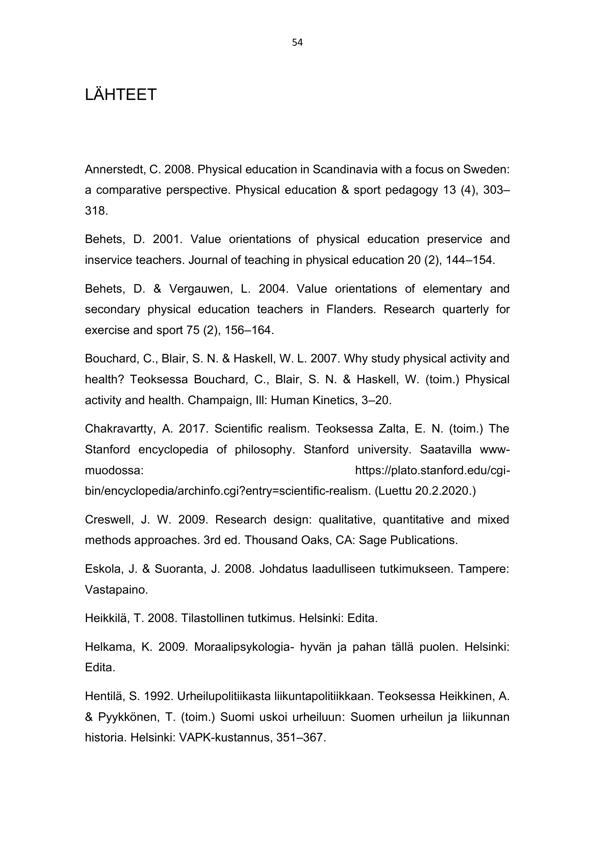 54
LÄHTEET
Annerstedt, C. 2008. Physical education in Scandinavia with a focus on Sweden:
a comparative perspective. Physical education & sport pedagogy 13 (4), 303–
318.
Behets, D. 2001. Value orientations of physical education preservice and
inservice teachers. Journal of teaching in physical education 20 (2), 144–154.
Behets, D. & Vergauwen, L. 2004. Value orientations of elementary and
secondary physical education teachers in Flanders. Research quarterly for
exercise and sport 75 (2), 156–164.
Bouchard, C., Blair, S. N. & Haskell, W. L. 2007. Why study physical activity and
health? Teoksessa Bouchard, C., Blair, S. N. & Haskell, W. (toim.) Physical
activity and health. Champaign, Ill: Human Kinetics, 3–20.
Chakravartty, A. 2017. Scientific realism. Teoksessa Zalta, E. N. (toim.) The
Stanford encyclopedia of philosophy. Stanford university. Saatavilla www-
muodossa: https://plato.stanford.edu/cgi-
bin/encyclopedia/archinfo.cgi?entry=scientific-realism. (Luettu 20.2.2020.)
Creswell, J. W. 2009. Research design: qualitative, quantitative and mixed
methods approaches. 3rd ed. Thousand Oaks, CA: Sage Publications.
Eskola, J. & Suoranta, J. 2008. Johdatus laadulliseen tutkimukseen. Tampere:
Vastapaino.
Heikkilä, T. 2008. Tilastollinen tutkimus. Helsinki: Edita.
Helkama, K. 2009. Moraalipsykologia- hyvän ja pahan tällä puolen. Helsinki:
Edita.
Hentilä, S. 1992. Urheilupolitiikasta liikuntapolitiikkaan. Teoksessa Heikkinen, A.
& Pyykkönen, T. (toim.) Suomi uskoi urheiluun: Suomen urheilun ja liikunnan
historia. Helsinki: VAPK-kustannus, 351–367.